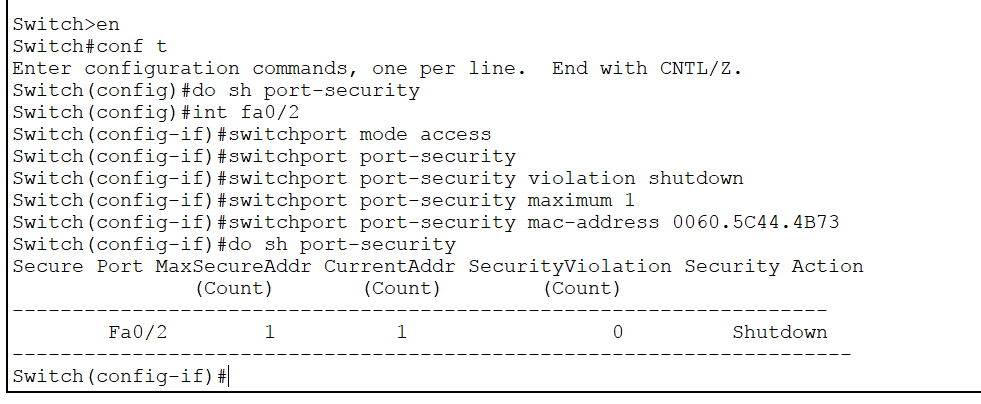 Switch>en
Switch#conf t
Enter configuration commands, one per line.  End with CNTL/Z.
Switch(config)#do sh port-security
Switch(config)#int fa0/2
Switch(config-if)#switchport mode access
Switch(config-if)#switchport port-security
Switch(config-if)#switchport port-security violation shutdown
Switch(config-if)#switchport port-security maximum 1
Switch(config-if)#switchport port-security mac-address 0060.5C44.4B73
Switch(config-if)#do sh port-security
Secure Port MaxSecureAddr CurrentAddr SecurityViolation Security Action
               (Count)       (Count)        (Count)
--------------------------------------------------------------------
        Fa0/2        1          1                 0         Shutdown
----------------------------------------------------------------------
Switch(config-if)#